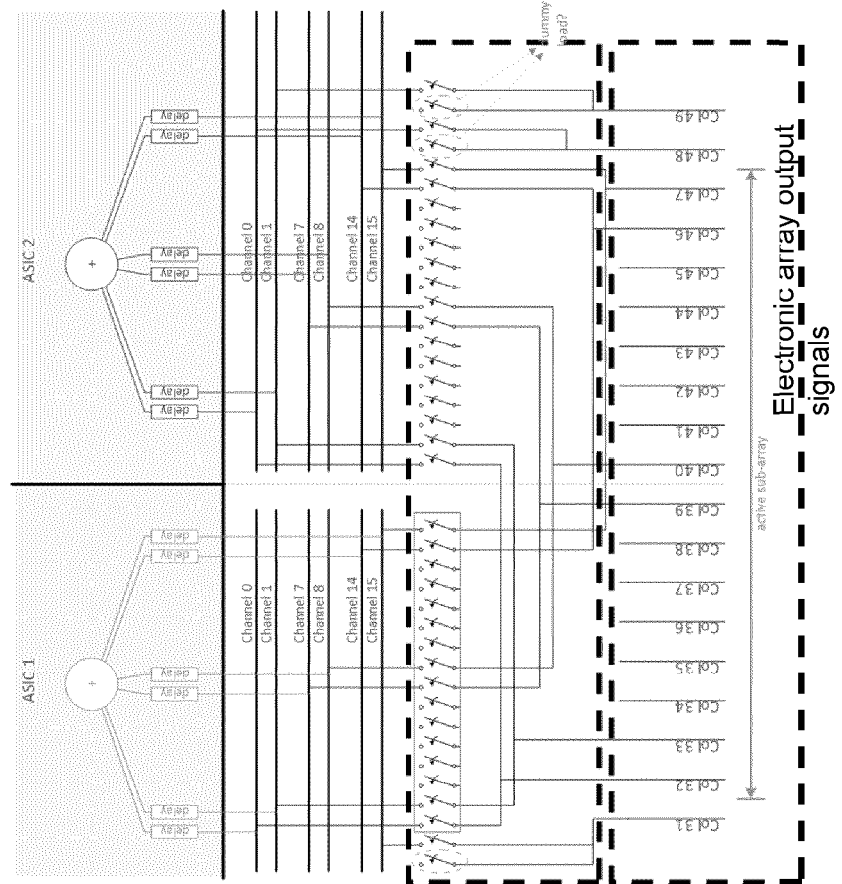 dummy
load?
ASIC 2
delay
delay
delay
delay
delay
delay
Channel 0
Channel 1
Channel 7
Channel 8
Channel 14
Channel 15
ASIC 1
delay
delay
delay
delay
delay
delay
Channel 0
Channel 1
Channel 7
Channel 8
Channel 14
Channel 15
Col 49
Col 48
Col 47
Col 46
Col 45
Col 44
Col 43
Col 42
Col 41
Col 40
Col 39
Col 38
Col 37
Col 36
Col 35
Col 34
Col 33
Col 32
Col 31
active sub-array
Electronic array output
signals